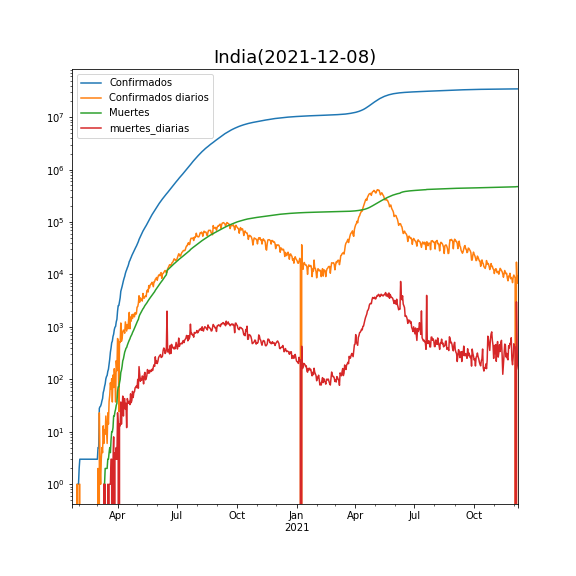 India(2021-12-08)
Confirmados
Confirmados diarios
Muertes
muertes_diarias
10^7
10^6
10^5
10^4
10^3
10^2
10^1
10^0
Apr Jul Oct Jan Apr Jul Oct
2021